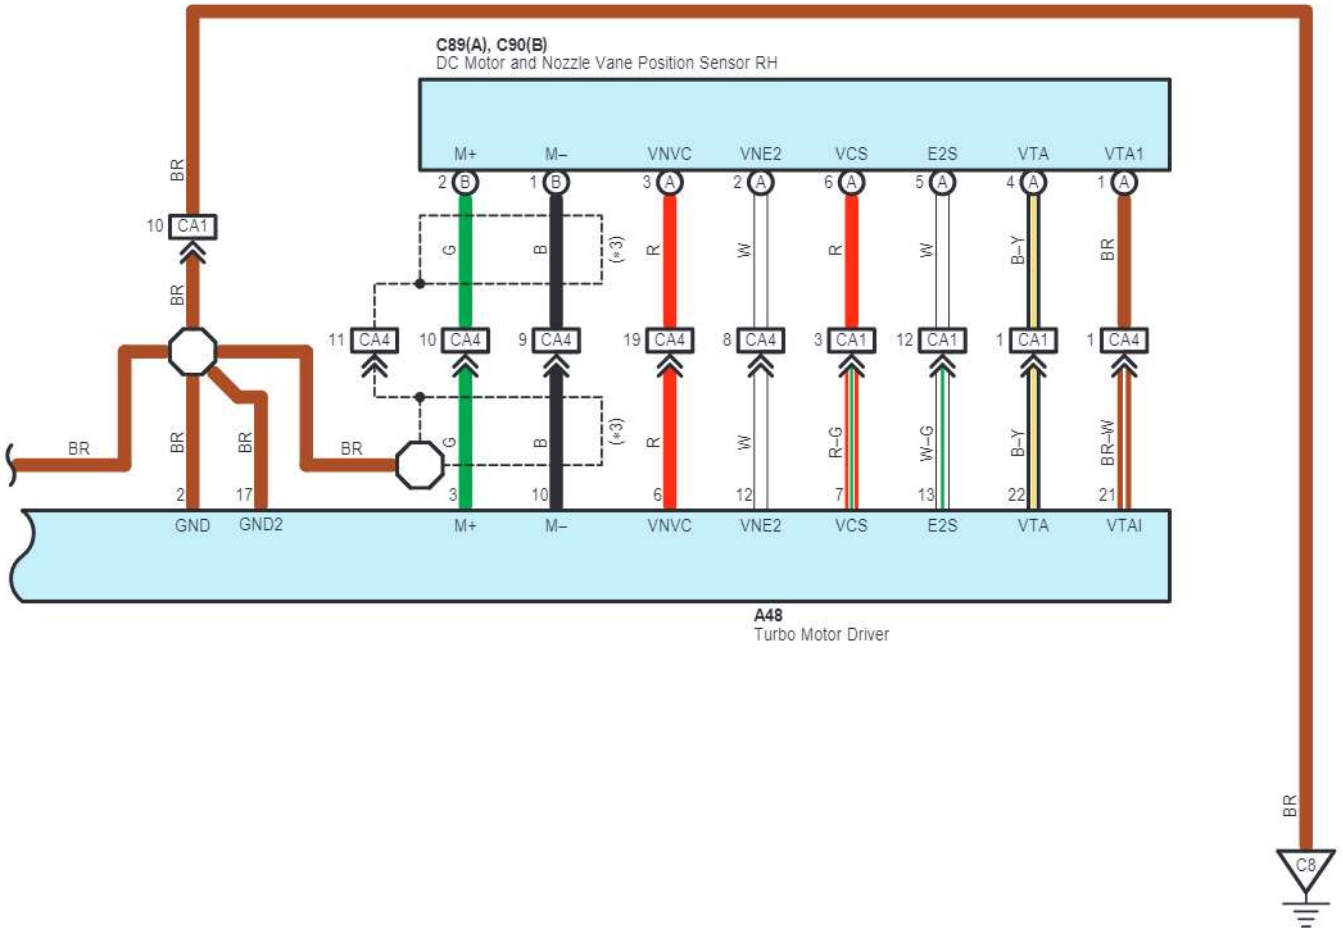 C89(A), C90(B)
DC Motor and Nozzle Vane Position Sensor RH
M+ M– VNVC VNE2 VCS E2S VTA VTA1
2 B 1 B 3 A 2 A 6 A 5 A 4 A 1 A
BR
10 CA1
G B (*3) R W R W B–Y BR
BR
11 CA4 10 CA4 9 CA4 19 CA4 8 CA4 3 CA1 12 CA1 1 CA1 1 CA4
BR BR BR BR G B (*3) R W R–G W–G B–Y BR–W
2 17 3 10 6 12 7 13 22 21
GND GND2 M+ M– VNVC VNE2 VCS E2S VTA VTAI
A48
Turbo Motor Driver
BR
C8